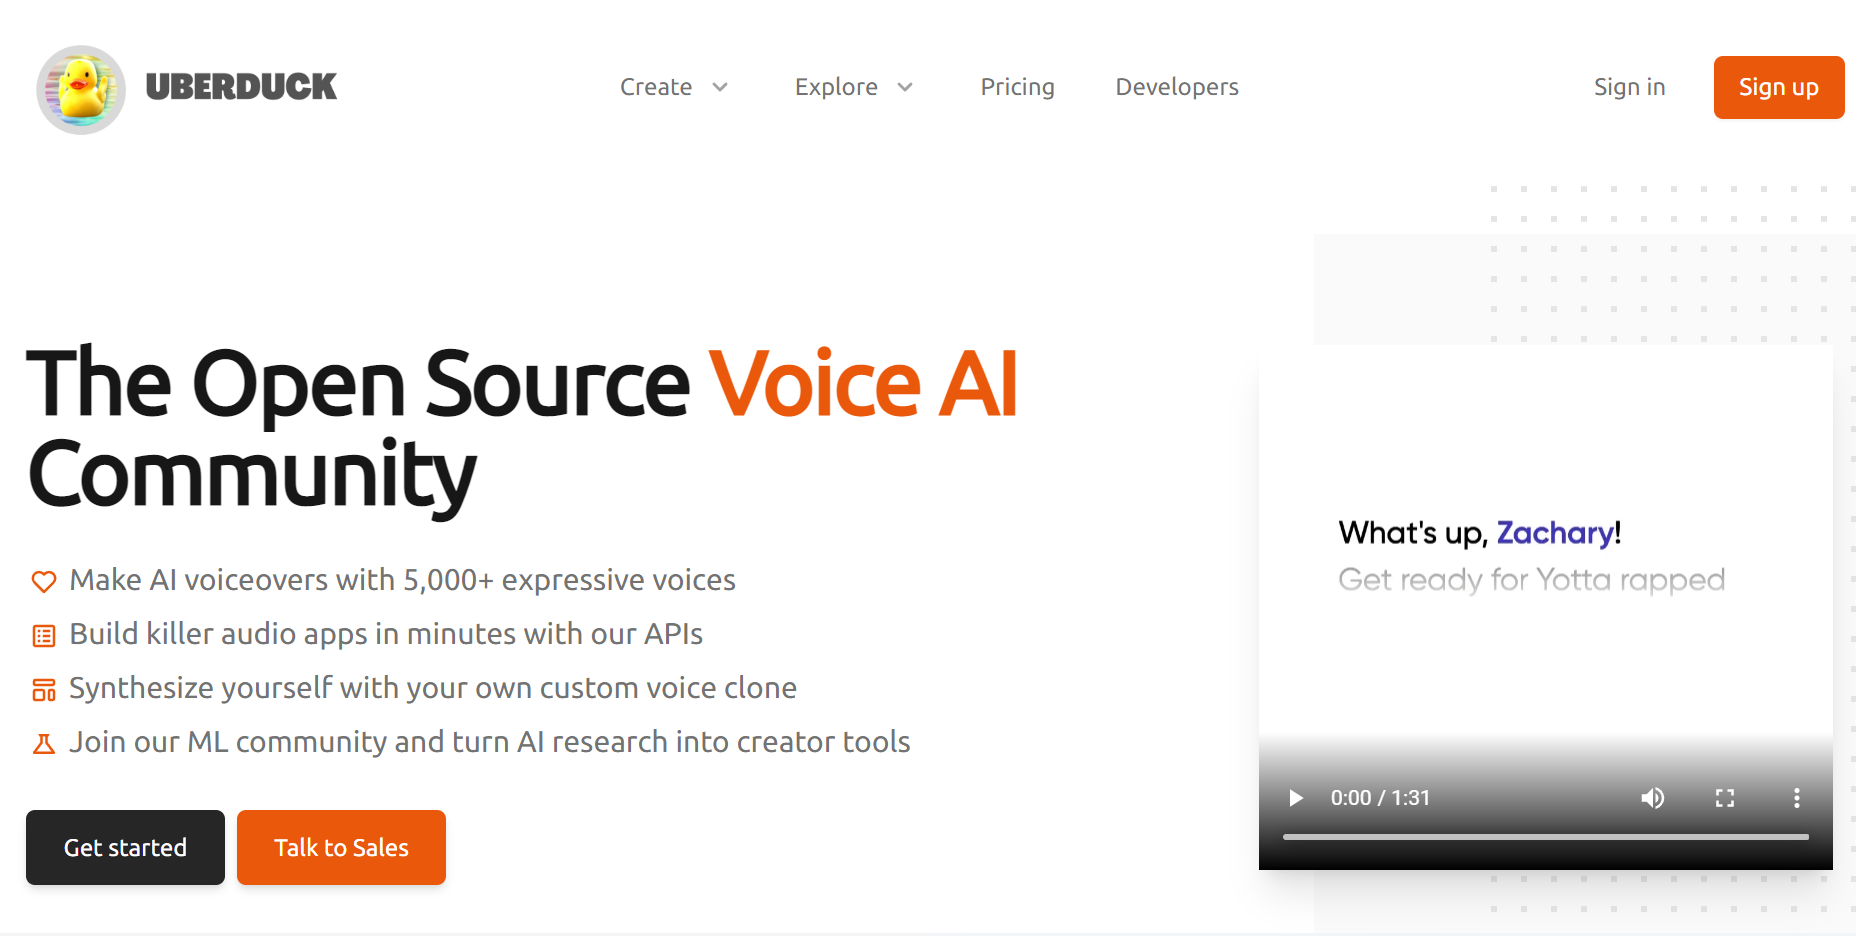 UBERDUCK
Create
Explore
Pricing
Developers
Sign in
Sign up
The Open Source Voice AI
Community
Make AI voiceovers with 5,000+ expressive voices
Build killer audio apps in minutes with our APIs
Synthesize yourself with your own custom voice clone
Join our ML community and turn AI research into creator tools
Get started
Talk to Sales
What's up, Zachary!
Get ready for Yotta rapped
0:00 / 1:31